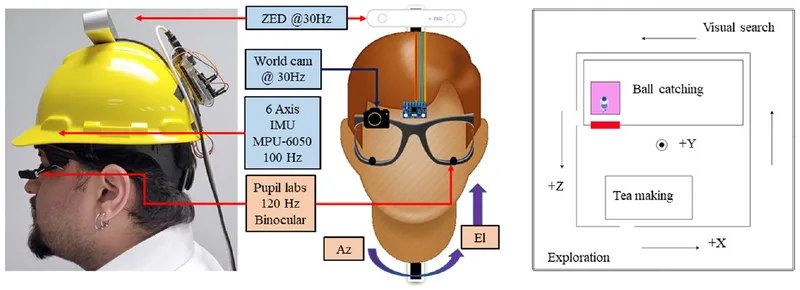 ZED @30Hz
World cam
@ 30Hz
6 Axis
IMU
MPU-6050
100 Hz
Pupil labs
120 Hz
Binocular
Az
El
Visual search
Ball catching
+Y
+Z
Tea making
+X
Exploration